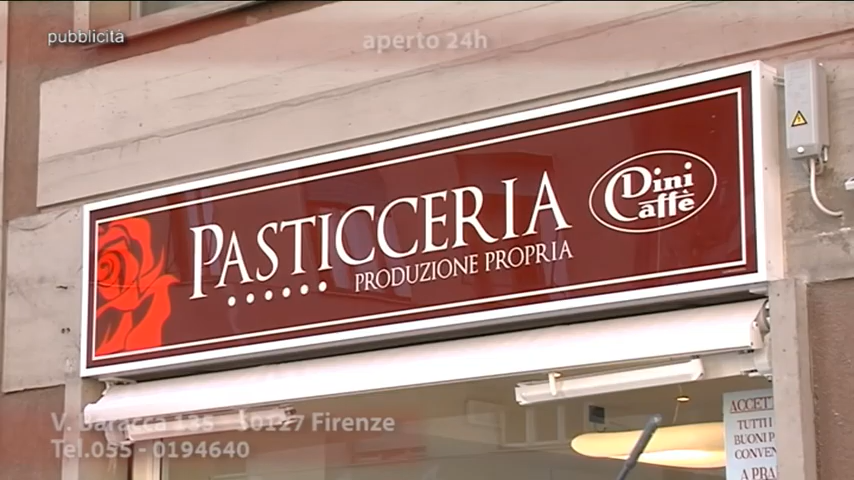 pubblicità
aperto 24h
PASTICCERIA
PRODUZIONE PROPRIA
Dini
Caffè
V. Baracca 135 - 50127 Firenze
Tel.055 - 0194640
TUTTI
BUONI P
CONVEN
A PRA